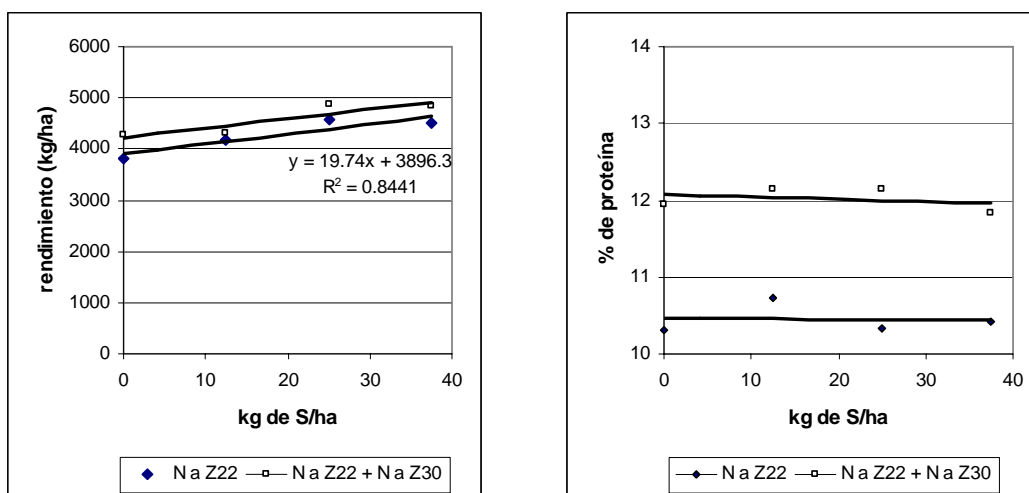 6000
5000
4000
3000
2000
1000
0
rendimiento (kg/ha)
y = 19.74x + 3896.3
R² = 0.8441
0 10 20 30 40
kg de S/ha
N a Z22 N a Z22 + N a Z30
14
13
12
11
10
% de proteína
0 10 20 30 40
kg de S/ha
N a Z22 N a Z22 + N a Z30